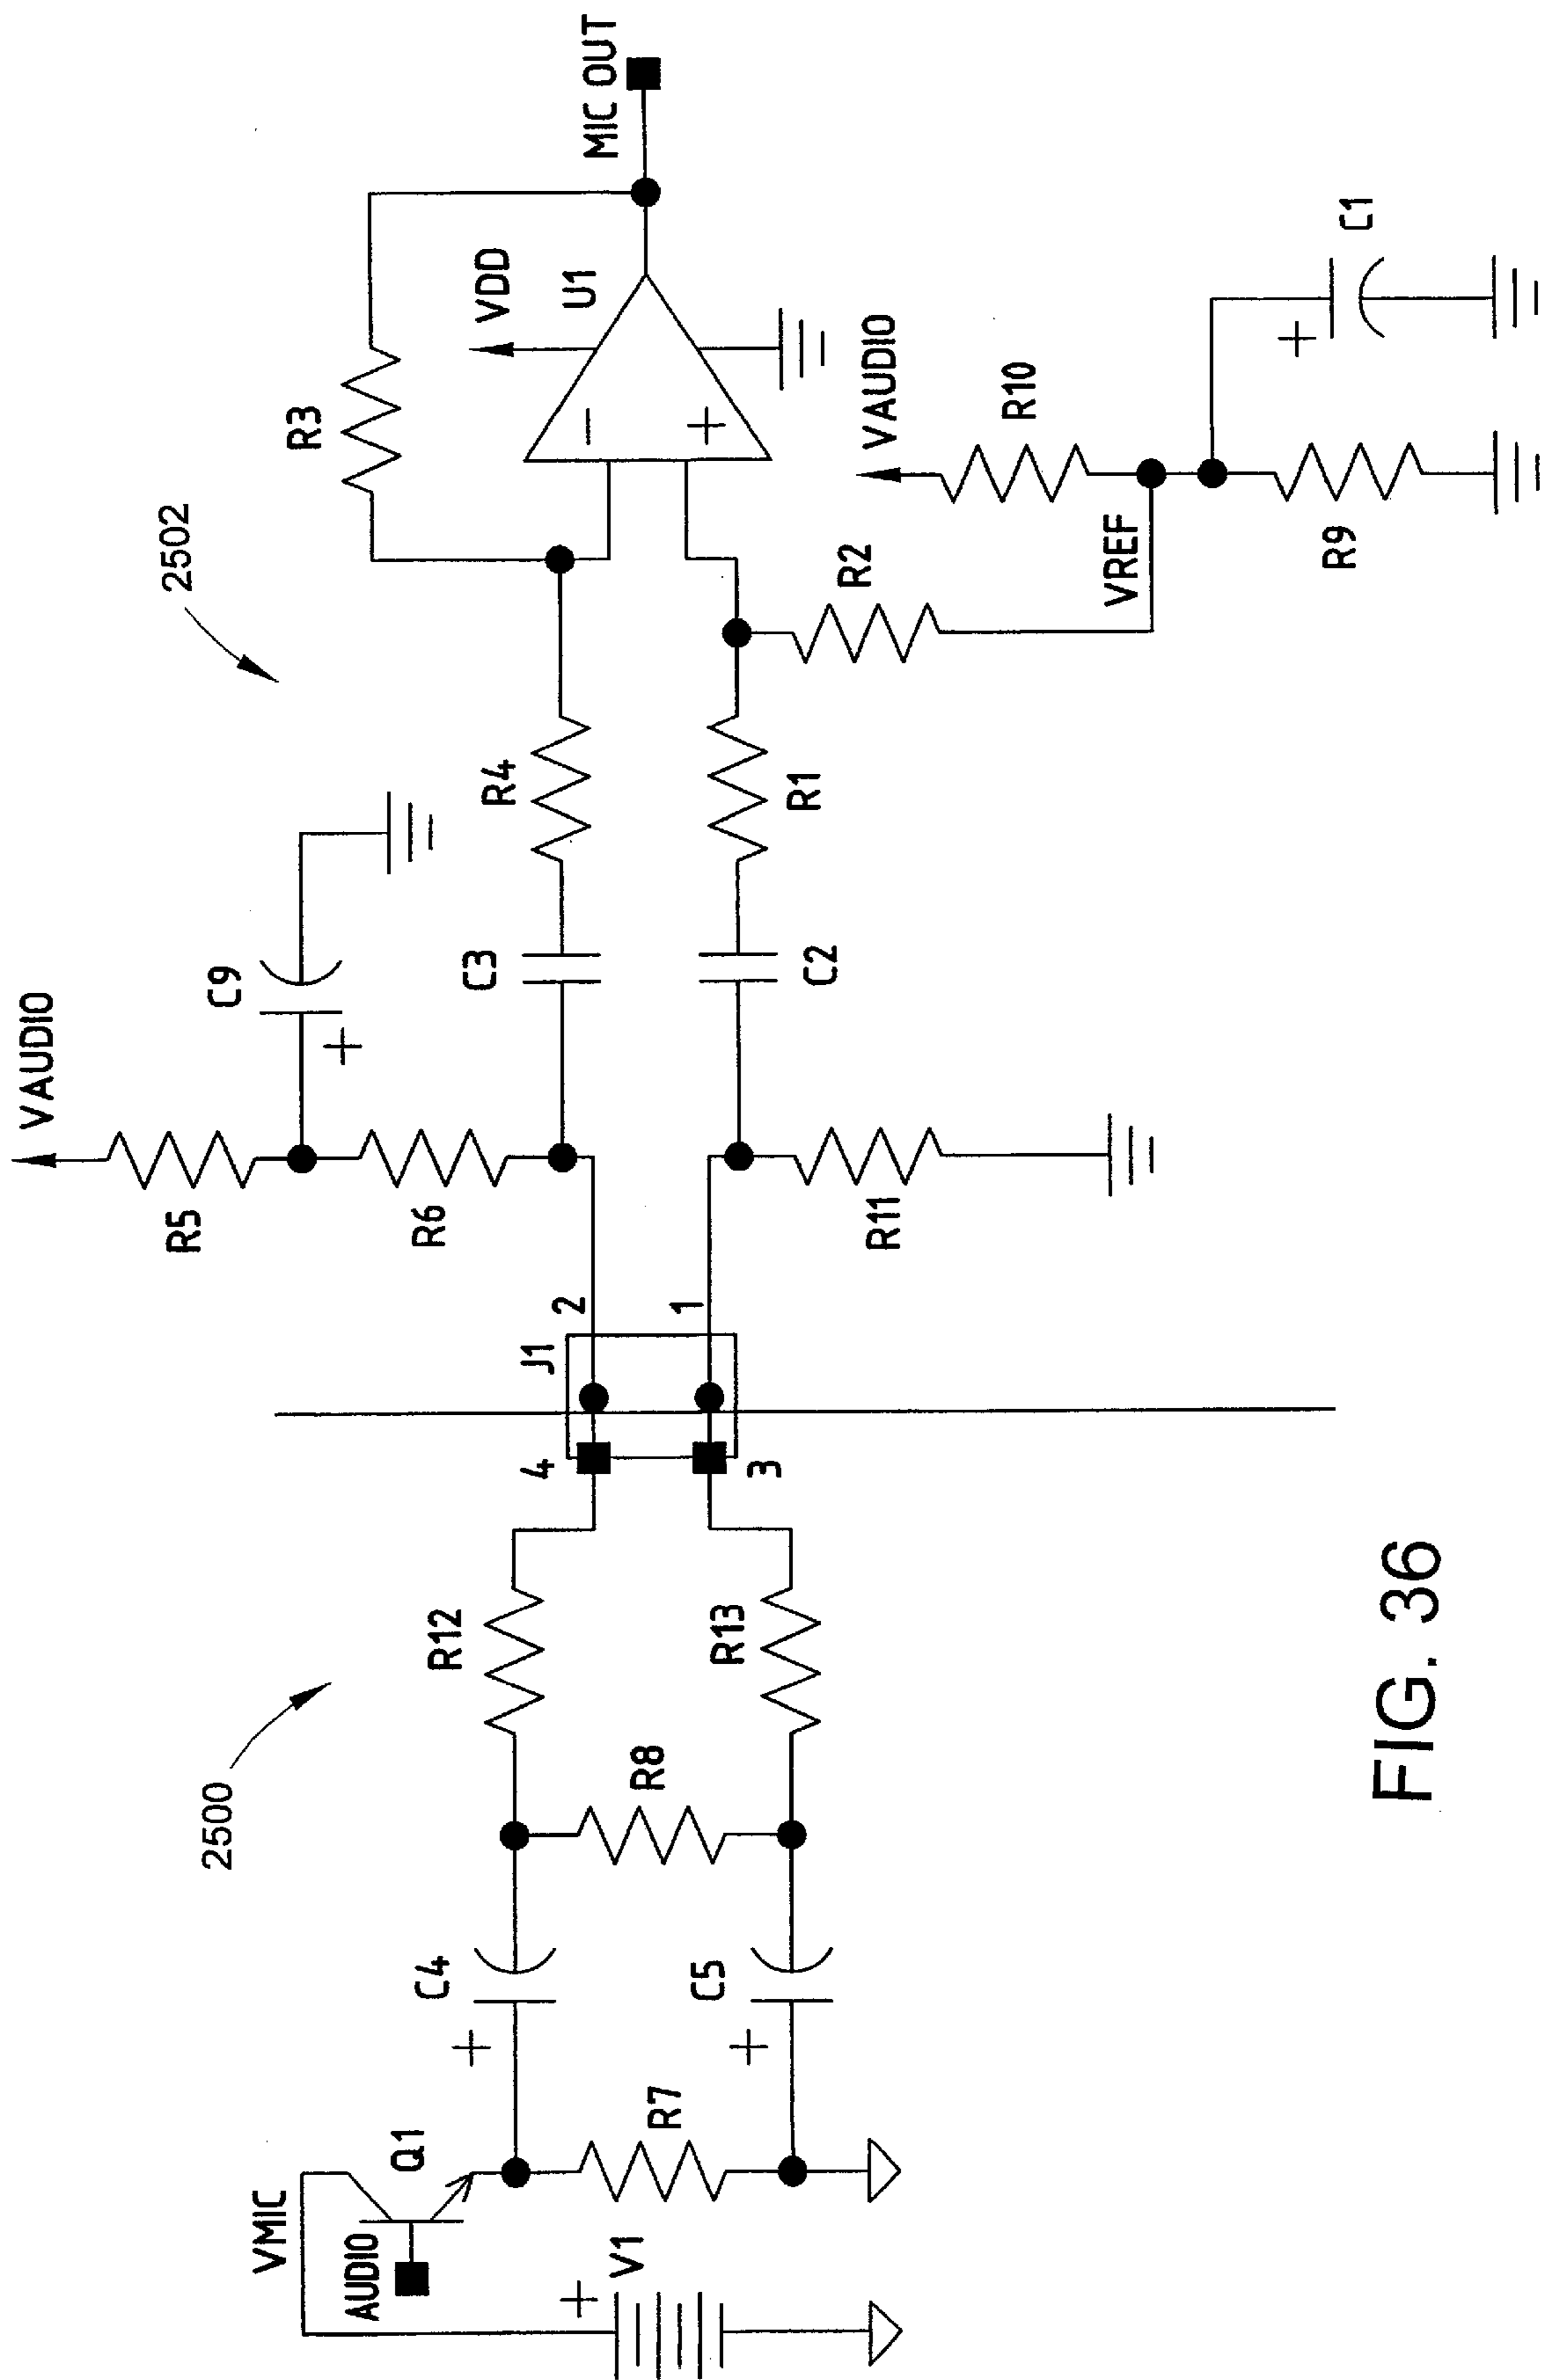 2500
2502
VMIC
AUDIO
Q1
+
V1
R7
+
C4
+
C5
R8
R12
R13
4
3
J1
2
1
VAUDIO
R5
R6
C9
+
R11
C3
C2
R4
R1
R3
R2
VREF
-
+
U1
VDD
MIC OUT
VAUDIO
R10
R9
+
C1
FIG. 36